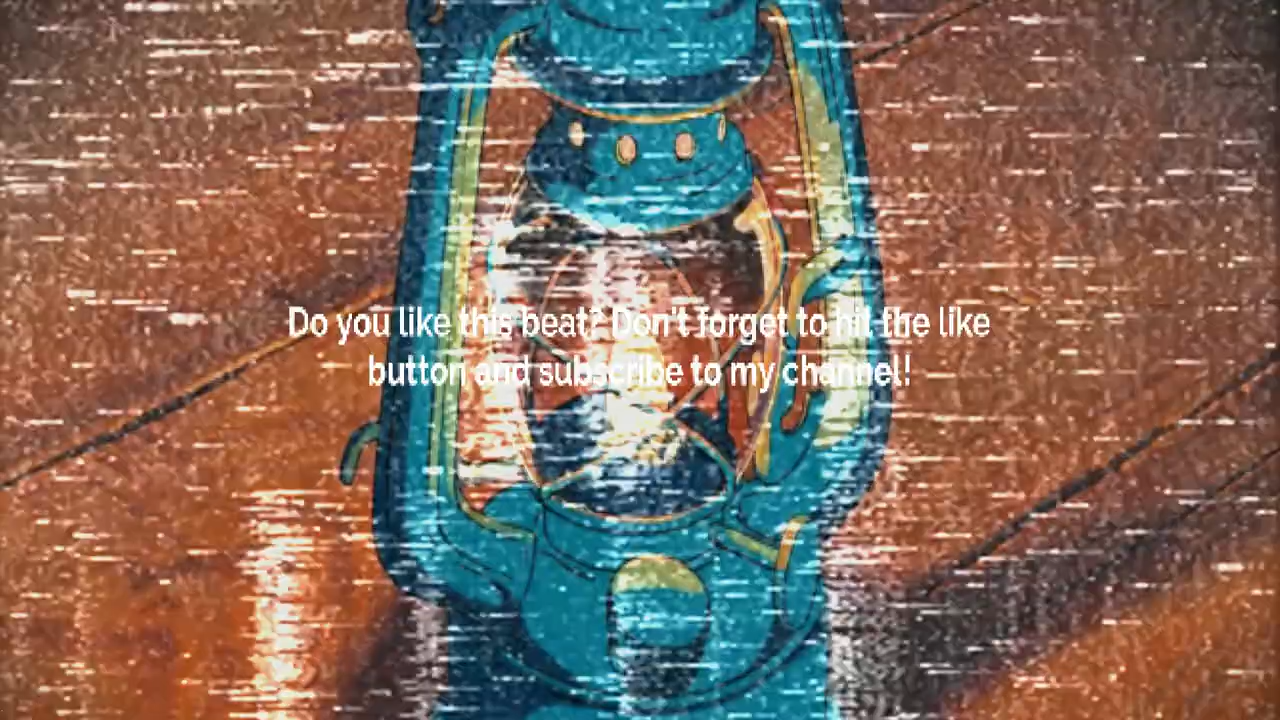 Do you like this beat? Don't forget to hit the like
button and subscribe to my channel!